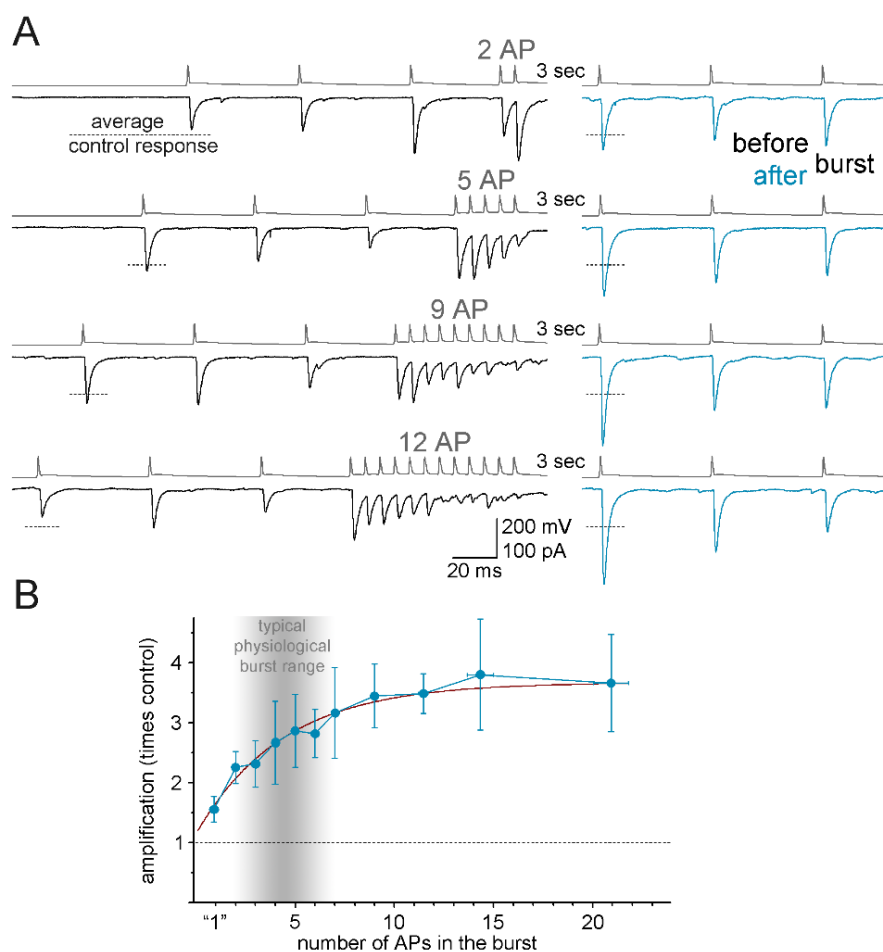 A
2 AP
3 sec
average
control response
before
after burst
5 AP
3 sec
9 AP
3 sec
12 AP
3 sec
200 mV
100 pA
20 ms
B
typical
physiological
burst range
amplification (times control)
4
3
2
1
"1" 5 10 15 20
number of APs in the burst